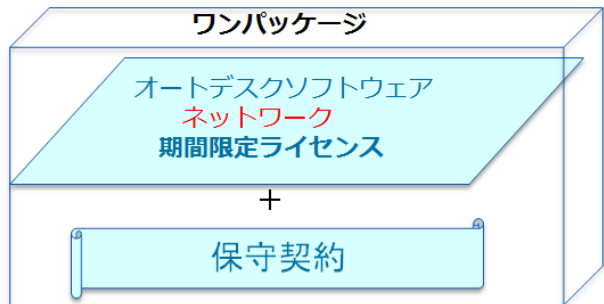 ワンパッケージ
オートデスクソフトウェア
ネットワーク
期間限定ライセンス
+
保守契約